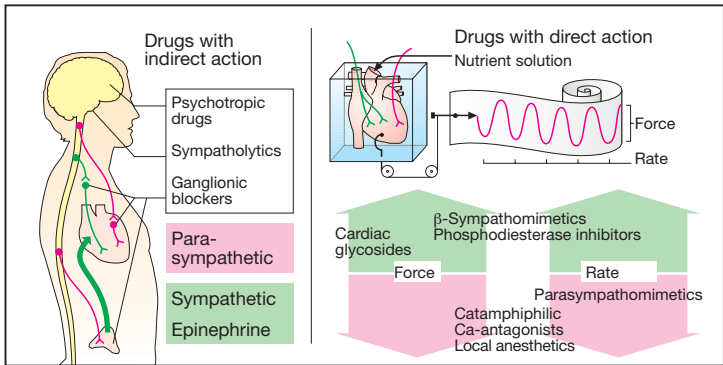 Drugs with
indirect action
Psychotropic
drugs
Sympatholytics
Ganglionic
blockers
Para-
sympathetic
Sympathetic
Epinephrine
Drugs with direct action
Nutrient solution
Force
Rate
β-Sympathomimetics
Phosphodiesterase inhibitors
Cardiac
glycosides
Force
Rate
Parasympathomimetics
Catamphiphilic
Ca-antagonists
Local anesthetics